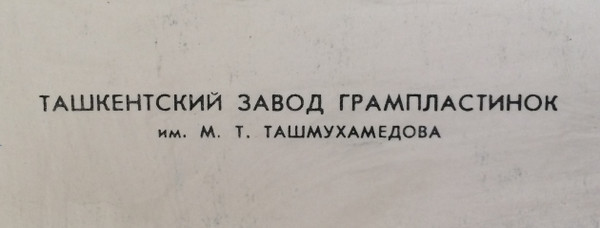 ТАШКЕНТСКИЙ ЗАВОД ГРАМПЛАСТИНОК
им. М. Т. ТАШМУХАМЕДОВА